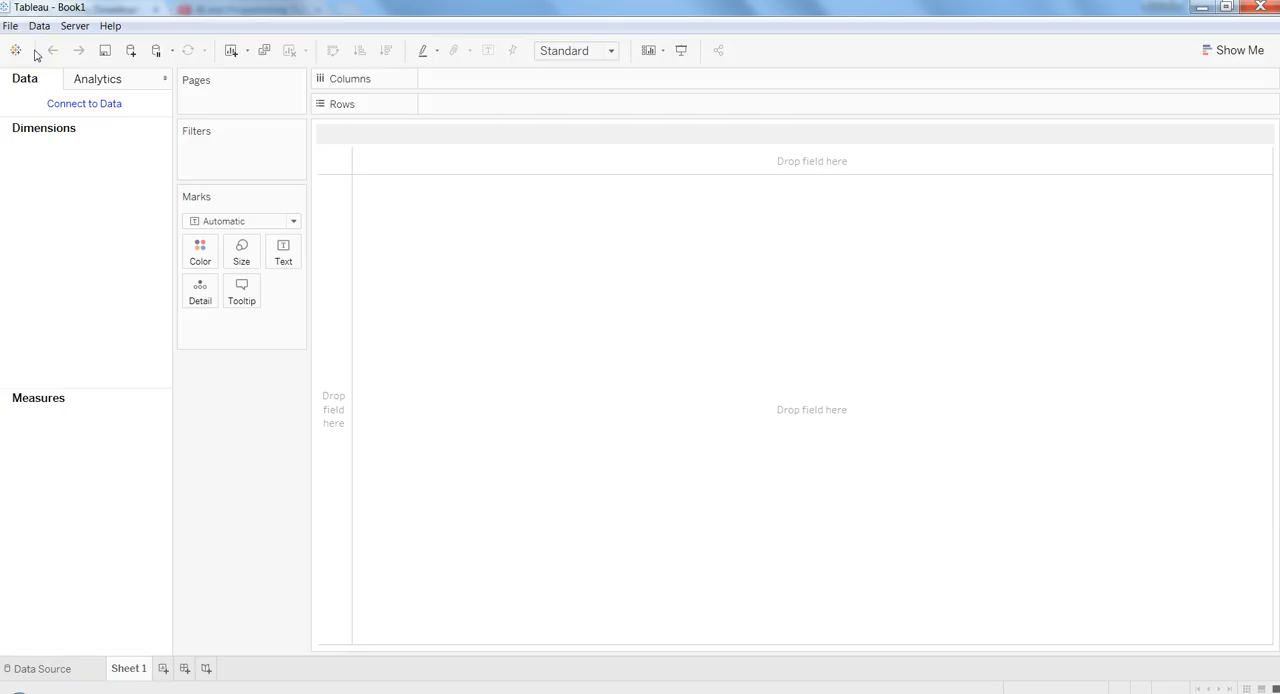 Tableau - Book1
File Data Server Help
Standard
Show Me
Data Analytics
Connect to Data
Dimensions
Measures
Pages
Filters
Marks
Automatic
Color Size Text
Detail Tooltip
Columns
Rows
Drop field here
Drop
field
here
Drop field here
Data Source Sheet 1